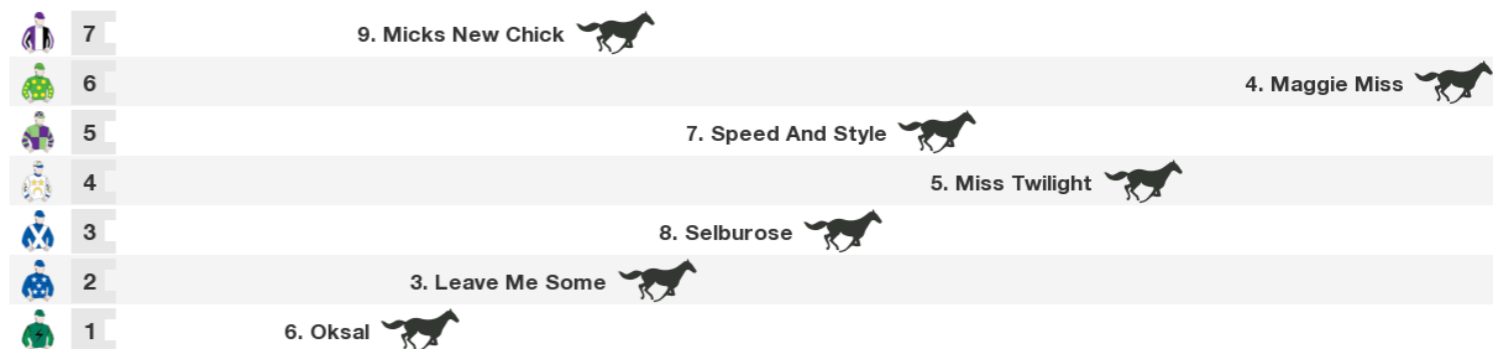 7 9. Micks New Chick
6 4. Maggie Miss
5 7. Speed And Style
4 5. Miss Twilight
3 8. Selburose
2 3. Leave Me Some
1 6. Oksal